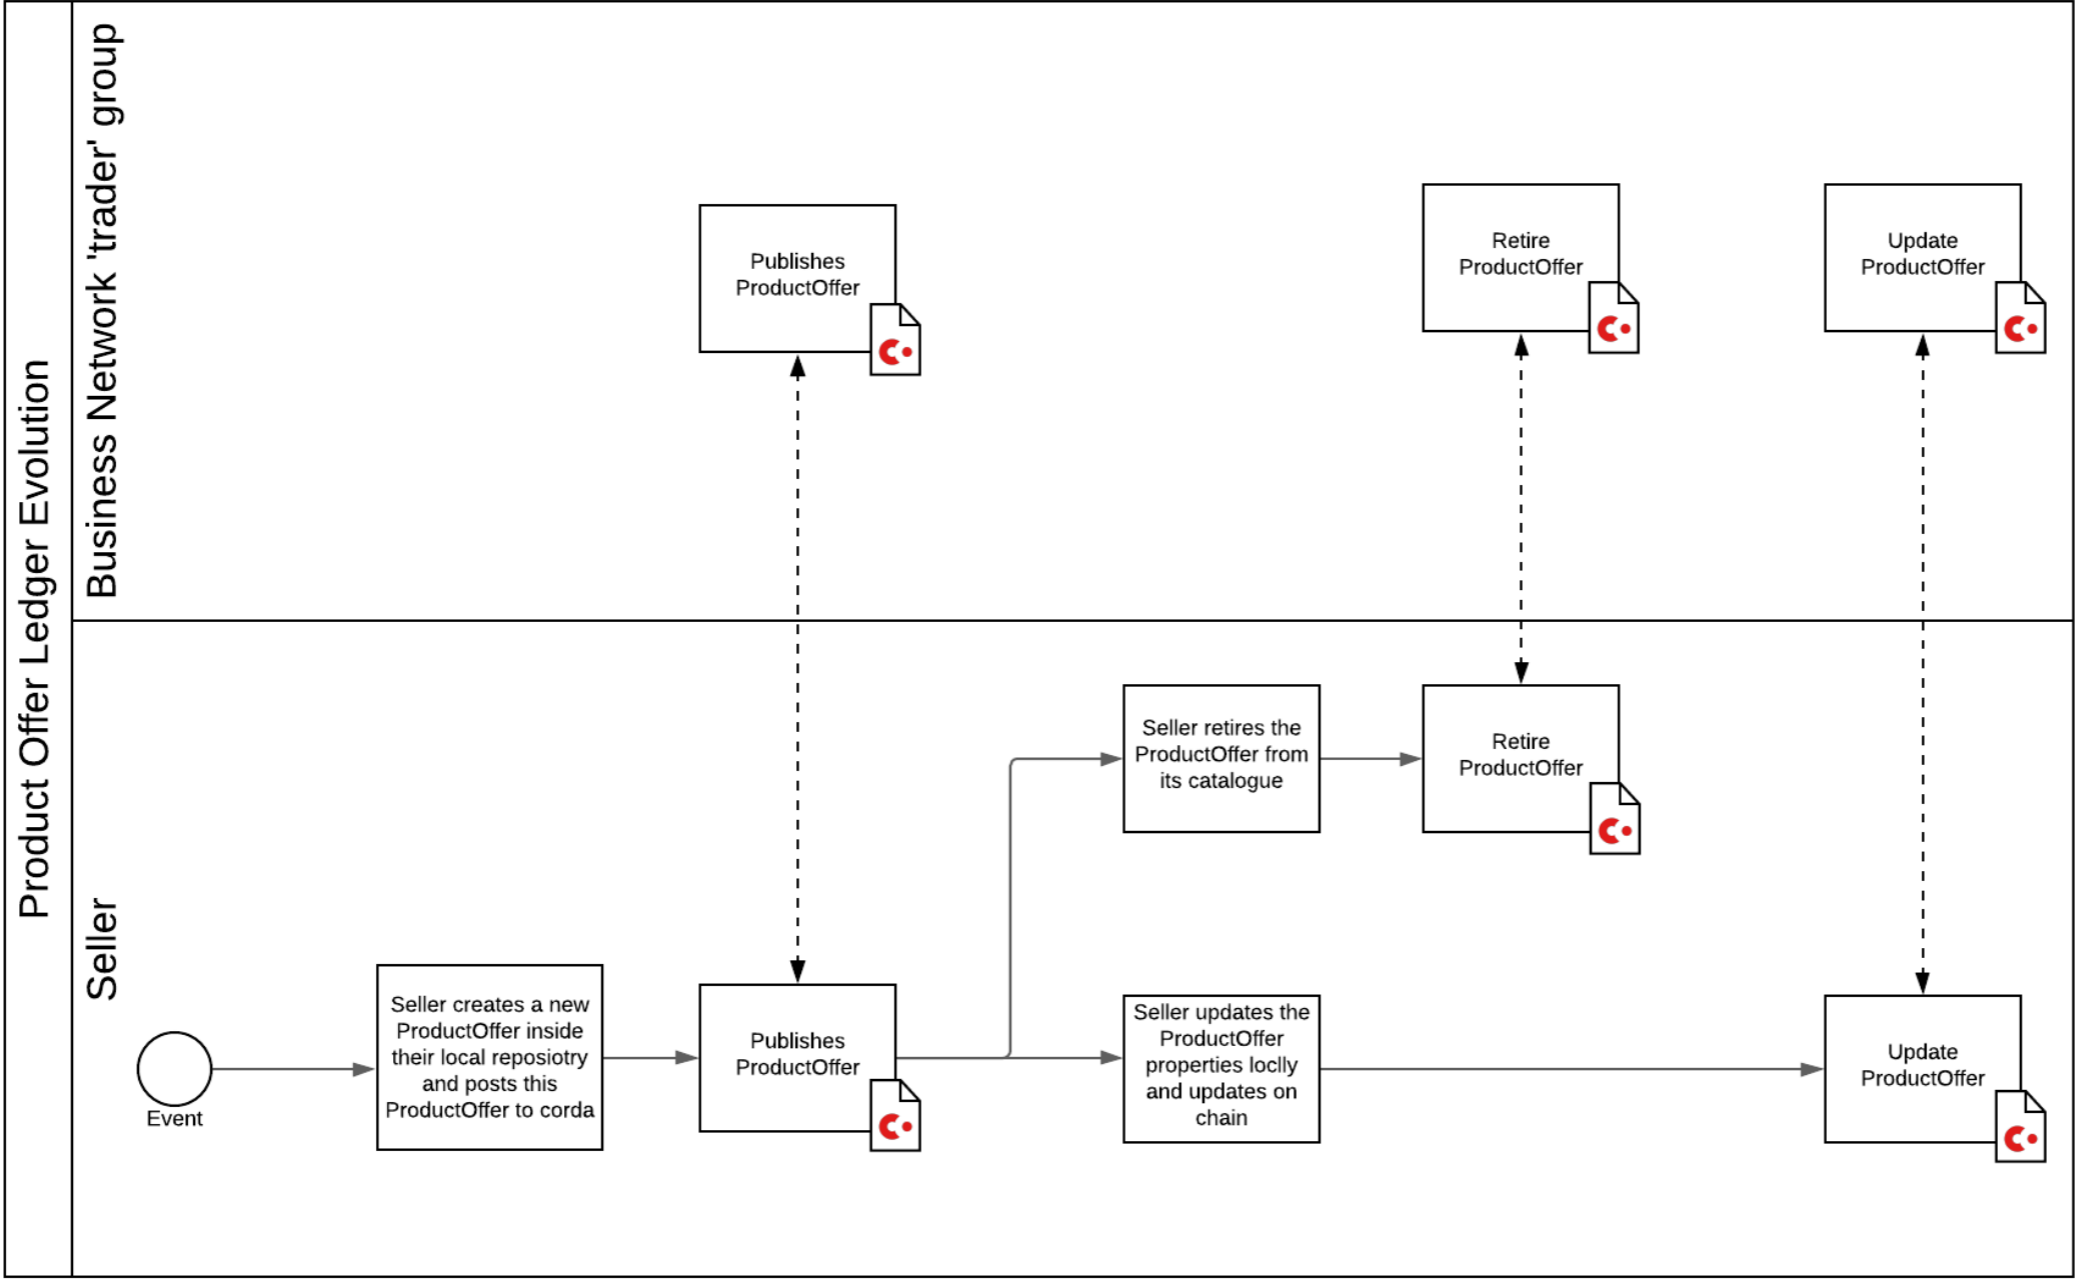 Product Offer Ledger Evolution
Business Network 'trader' group
Publishes
ProductOffer
Retire
ProductOffer
Update
ProductOffer
Seller
Event
Seller creates a new
ProductOffer inside
their local reposiotry
and posts this
ProductOffer to corda
Publishes
ProductOffer
Seller retires the
ProductOffer from
its catalogue
Retire
ProductOffer
Seller updates the
ProductOffer
properties loclly
and updates on
chain
Update
ProductOffer